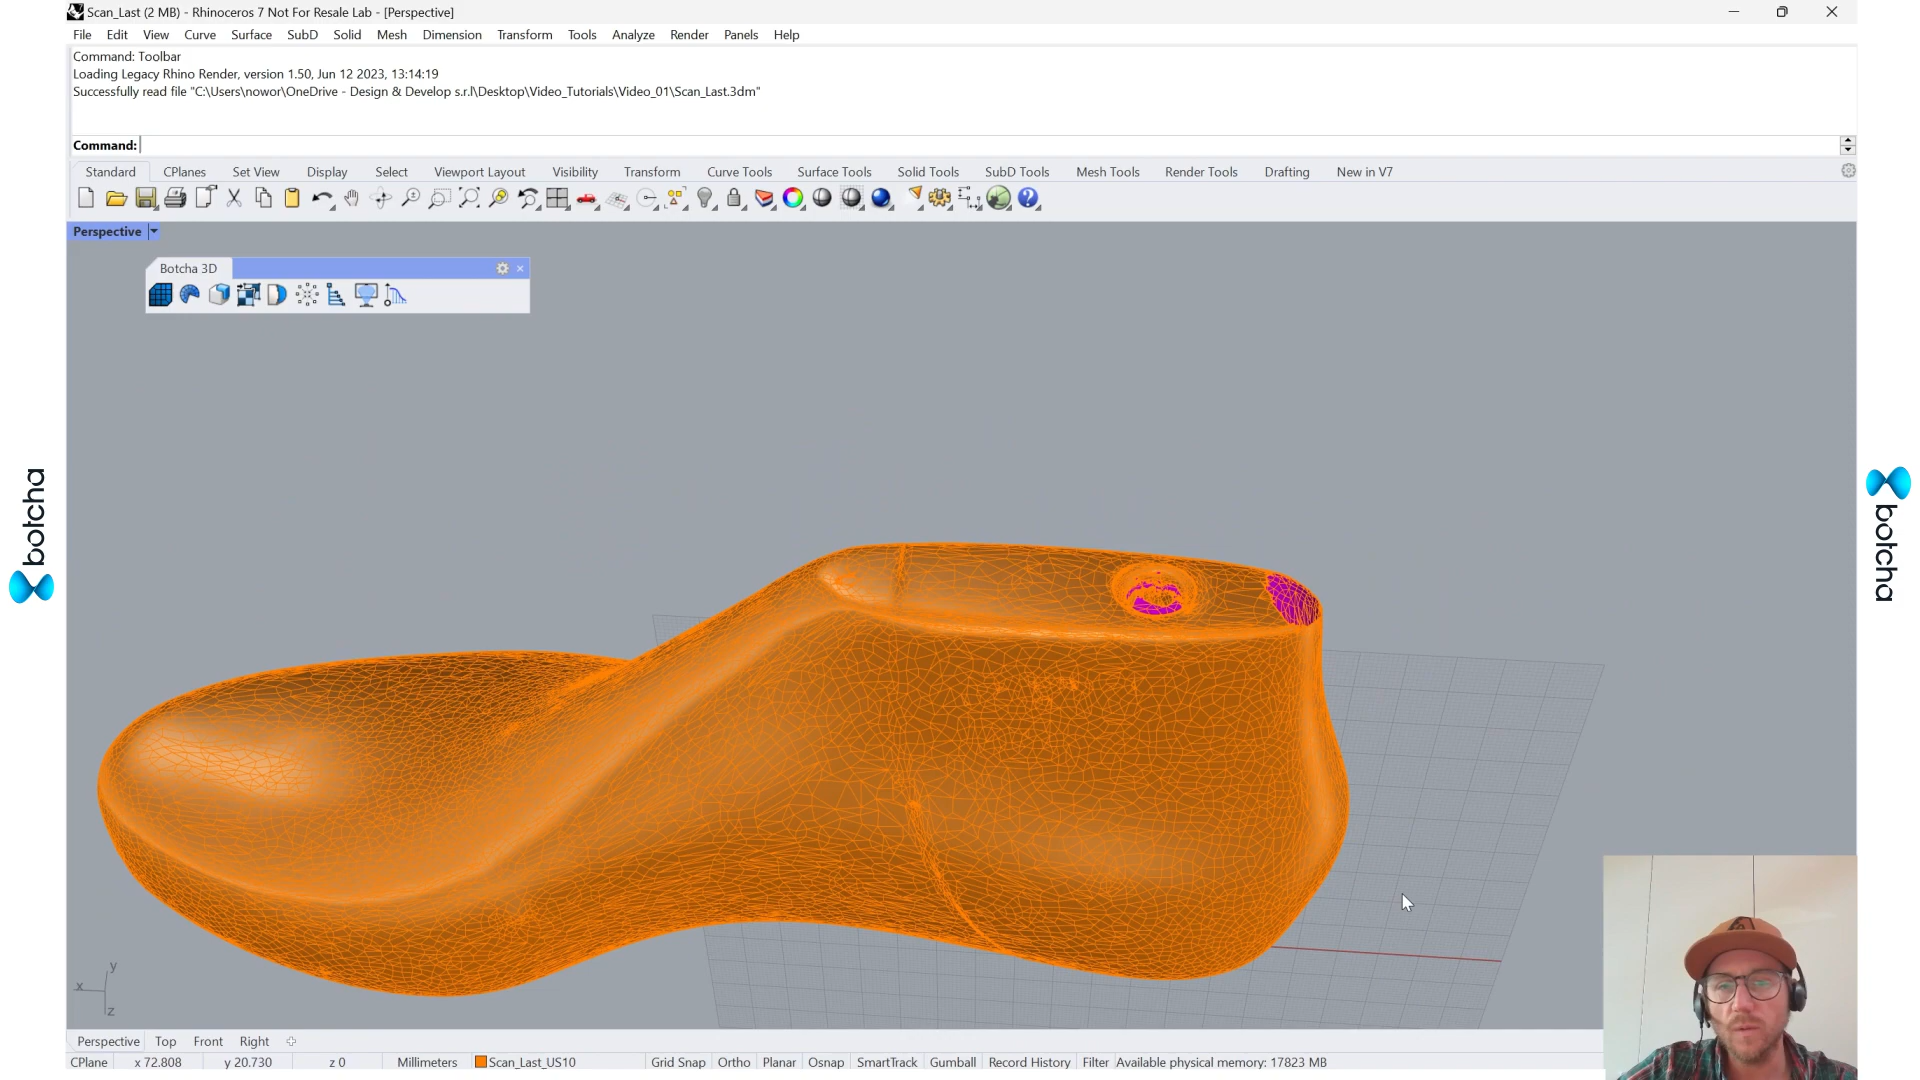 Scan_Last (2 MB) - Rhinoceros 7 Not For Resale Lab - [Perspective]
File Edit View Curve Surface SubD Solid Mesh Dimension Transform Tools Analyze Render Panels Help
Command: Toolbar
Loading Legacy Rhino Render, version 1.50, Jun 12 2023, 13:14:19
Successfully read file "C:\Users\nowor\OneDrive - Design & Develop s.r.l\Desktop\Video_Tutorials\Video_01\Scan_Last.3dm"
Command:
Standard CPlanes Set View Display Select Viewport Layout Visibility Transform Curve Tools Surface Tools Solid Tools SubD Tools Mesh Tools Render Tools Drafting New in V7
Perspective
Botcha 3D
botcha
botcha
y
x
z
Perspective Top Front Right
CPlane x 72.808 y 20.730 z 0 Millimeters Scan_Last_US10 Grid Snap Ortho Planar Osnap SmartTrack Gumball Record History Filter Available physical memory: 17823 MB